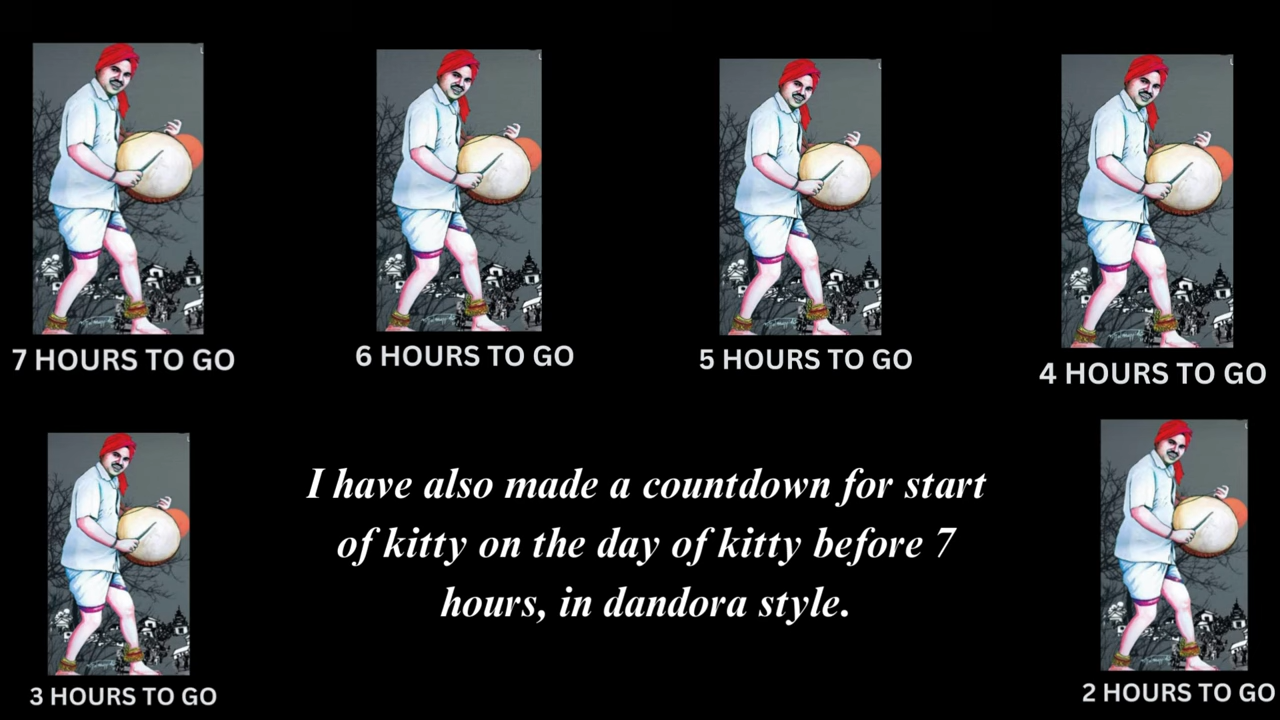 7 HOURS TO GO
6 HOURS TO GO
5 HOURS TO GO
4 HOURS TO GO
I have also made a countdown for start
of kitty on the day of kitty before 7
hours, in dandora style.
3 HOURS TO GO
2 HOURS TO GO